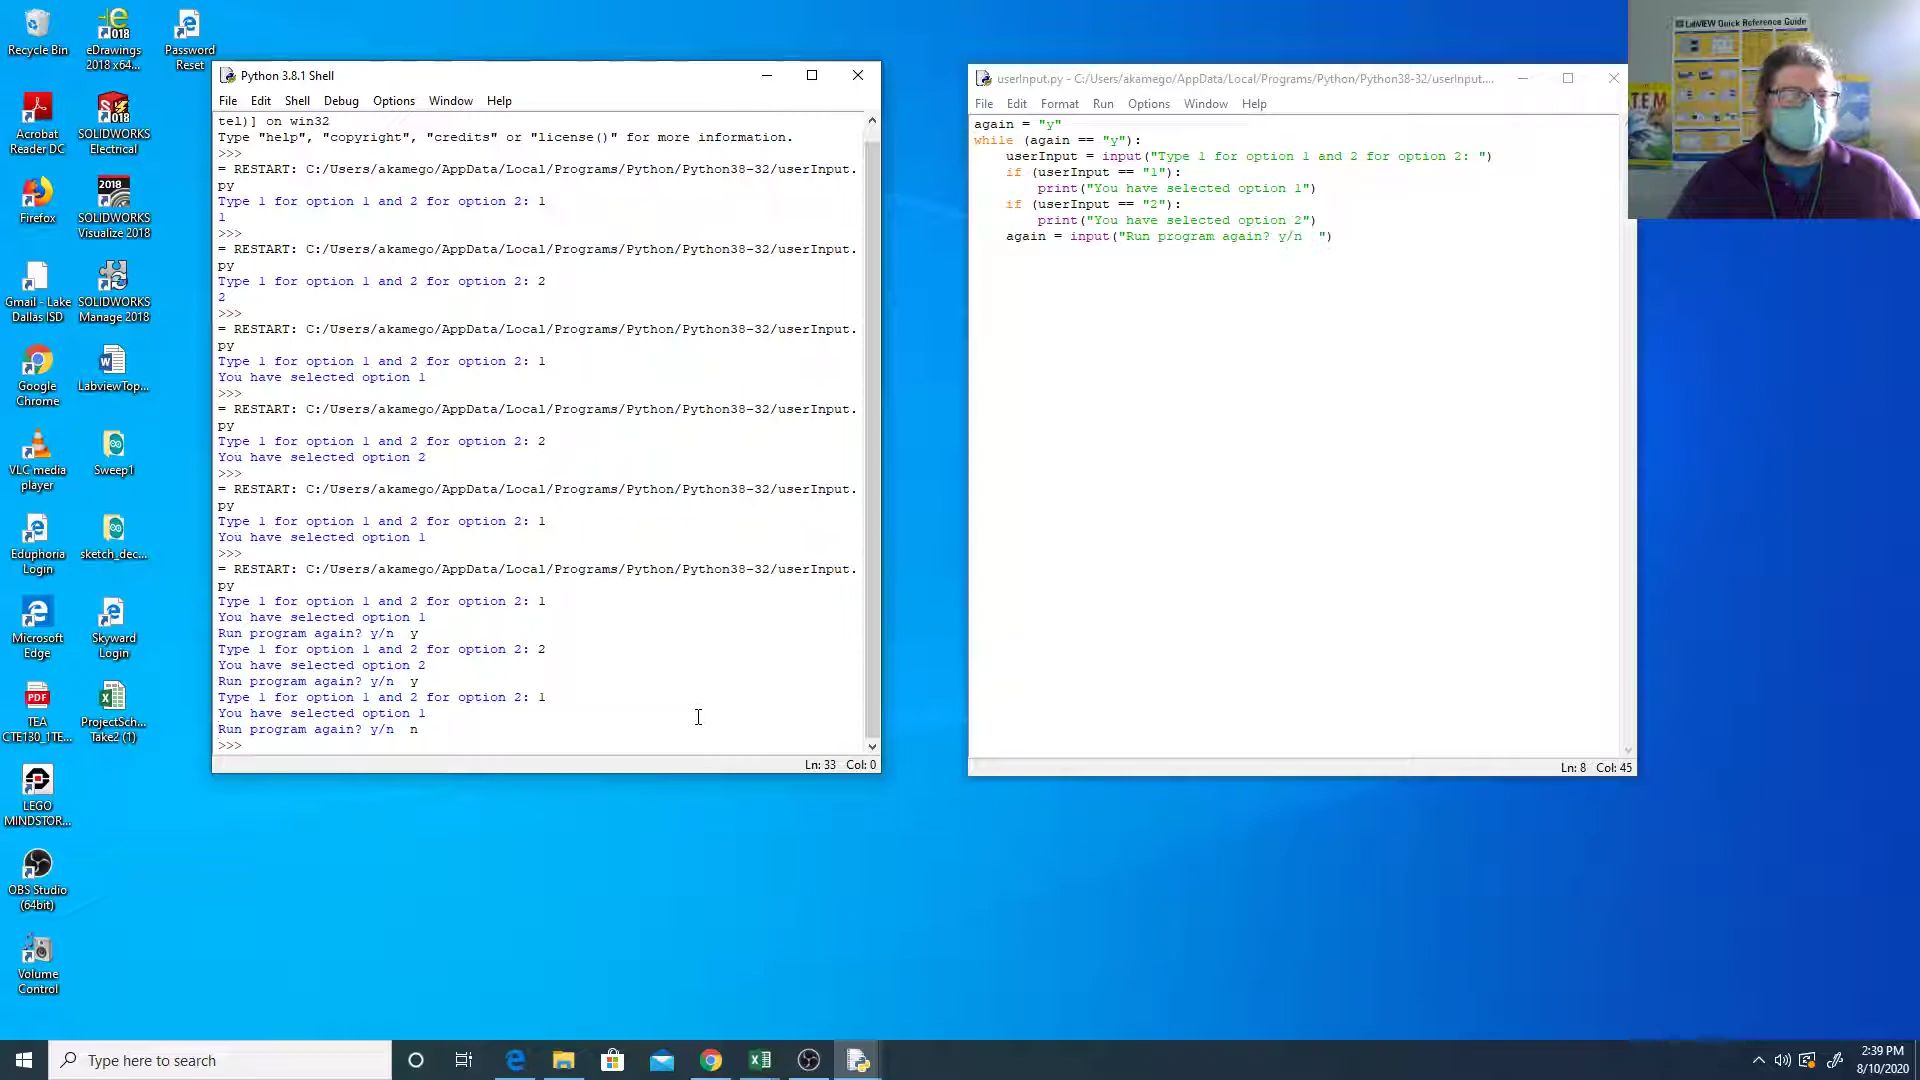 Recycle Bin
eDrawings
2018 x64...
Password
Reset
Acrobat
Reader DC
SOLIDWORKS
Electrical
Firefox
SOLIDWORKS
Visualize 2018
Gmail - Lake
Dallas ISD
SOLIDWORKS
Manage 2018
Google
Chrome
LabviewTop...
VLC media
player
Sweep1
Eduphoria
Login
sketch_dec...
Microsoft
Edge
Skyward
Login
TEA
CTE130_1TE...
ProjectSch...
Take2 (1)
LEGO
MINDSTOR...
OBS Studio
(64bit)
Volume
Control
Python 3.8.1 Shell
File Edit Shell Debug Options Window Help
tel)] on win32
Type "help", "copyright", "credits" or "license()" for more information.
>>>
= RESTART: C:/Users/akamego/AppData/Local/Programs/Python/Python38-32/userInput.
py
Type 1 for option 1 and 2 for option 2: 1
1
>>>
= RESTART: C:/Users/akamego/AppData/Local/Programs/Python/Python38-32/userInput.
py
Type 1 for option 1 and 2 for option 2: 2
2
>>>
= RESTART: C:/Users/akamego/AppData/Local/Programs/Python/Python38-32/userInput.
py
Type 1 for option 1 and 2 for option 2: 1
You have selected option 1
>>>
= RESTART: C:/Users/akamego/AppData/Local/Programs/Python/Python38-32/userInput.
py
Type 1 for option 1 and 2 for option 2: 2
You have selected option 2
>>>
= RESTART: C:/Users/akamego/AppData/Local/Programs/Python/Python38-32/userInput.
py
Type 1 for option 1 and 2 for option 2: 1
You have selected option 1
>>>
= RESTART: C:/Users/akamego/AppData/Local/Programs/Python/Python38-32/userInput.
py
Type 1 for option 1 and 2 for option 2: 1
You have selected option 1
Run program again? y/n  y
Type 1 for option 1 and 2 for option 2: 2
You have selected option 2
Run program again? y/n  y
Type 1 for option 1 and 2 for option 2: 1
You have selected option 1
Run program again? y/n  n
>>>
Ln: 33 Col: 0
userInput.py - C:/Users/akamego/AppData/Local/Programs/Python/Python38-32/userInput....
File Edit Format Run Options Window Help
again = "y"
while (again == "y"):
    userInput = input("Type 1 for option 1 and 2 for option 2: ")
    if (userInput == "1"):
        print("You have selected option 1")
    if (userInput == "2"):
        print("You have selected option 2")
    again = input("Run program again? y/n  ")
Ln: 8 Col: 45
LabVIEW Quick Reference Guide
Type here to search
2:39 PM
8/10/2020